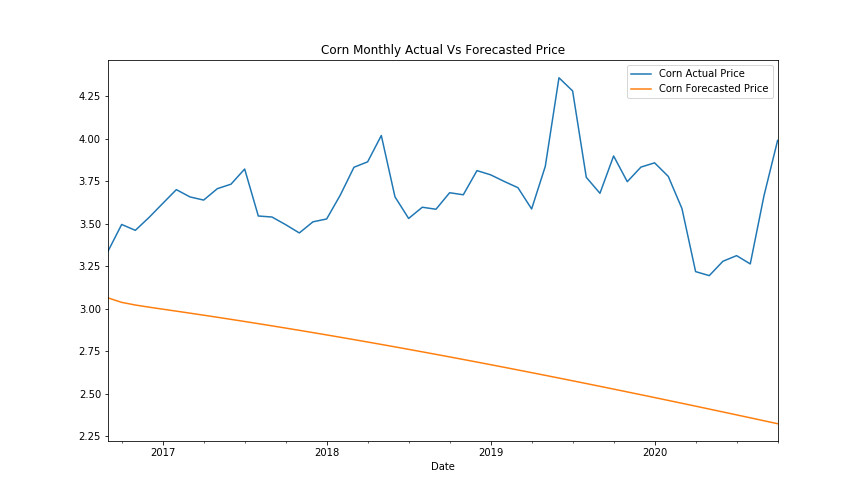 Corn Monthly Actual Vs Forecasted Price
Corn Actual Price
Corn Forecasted Price
4.25
4.00
3.75
3.50
3.25
3.00
2.75
2.50
2.25
2017 2018 2019 2020
Date